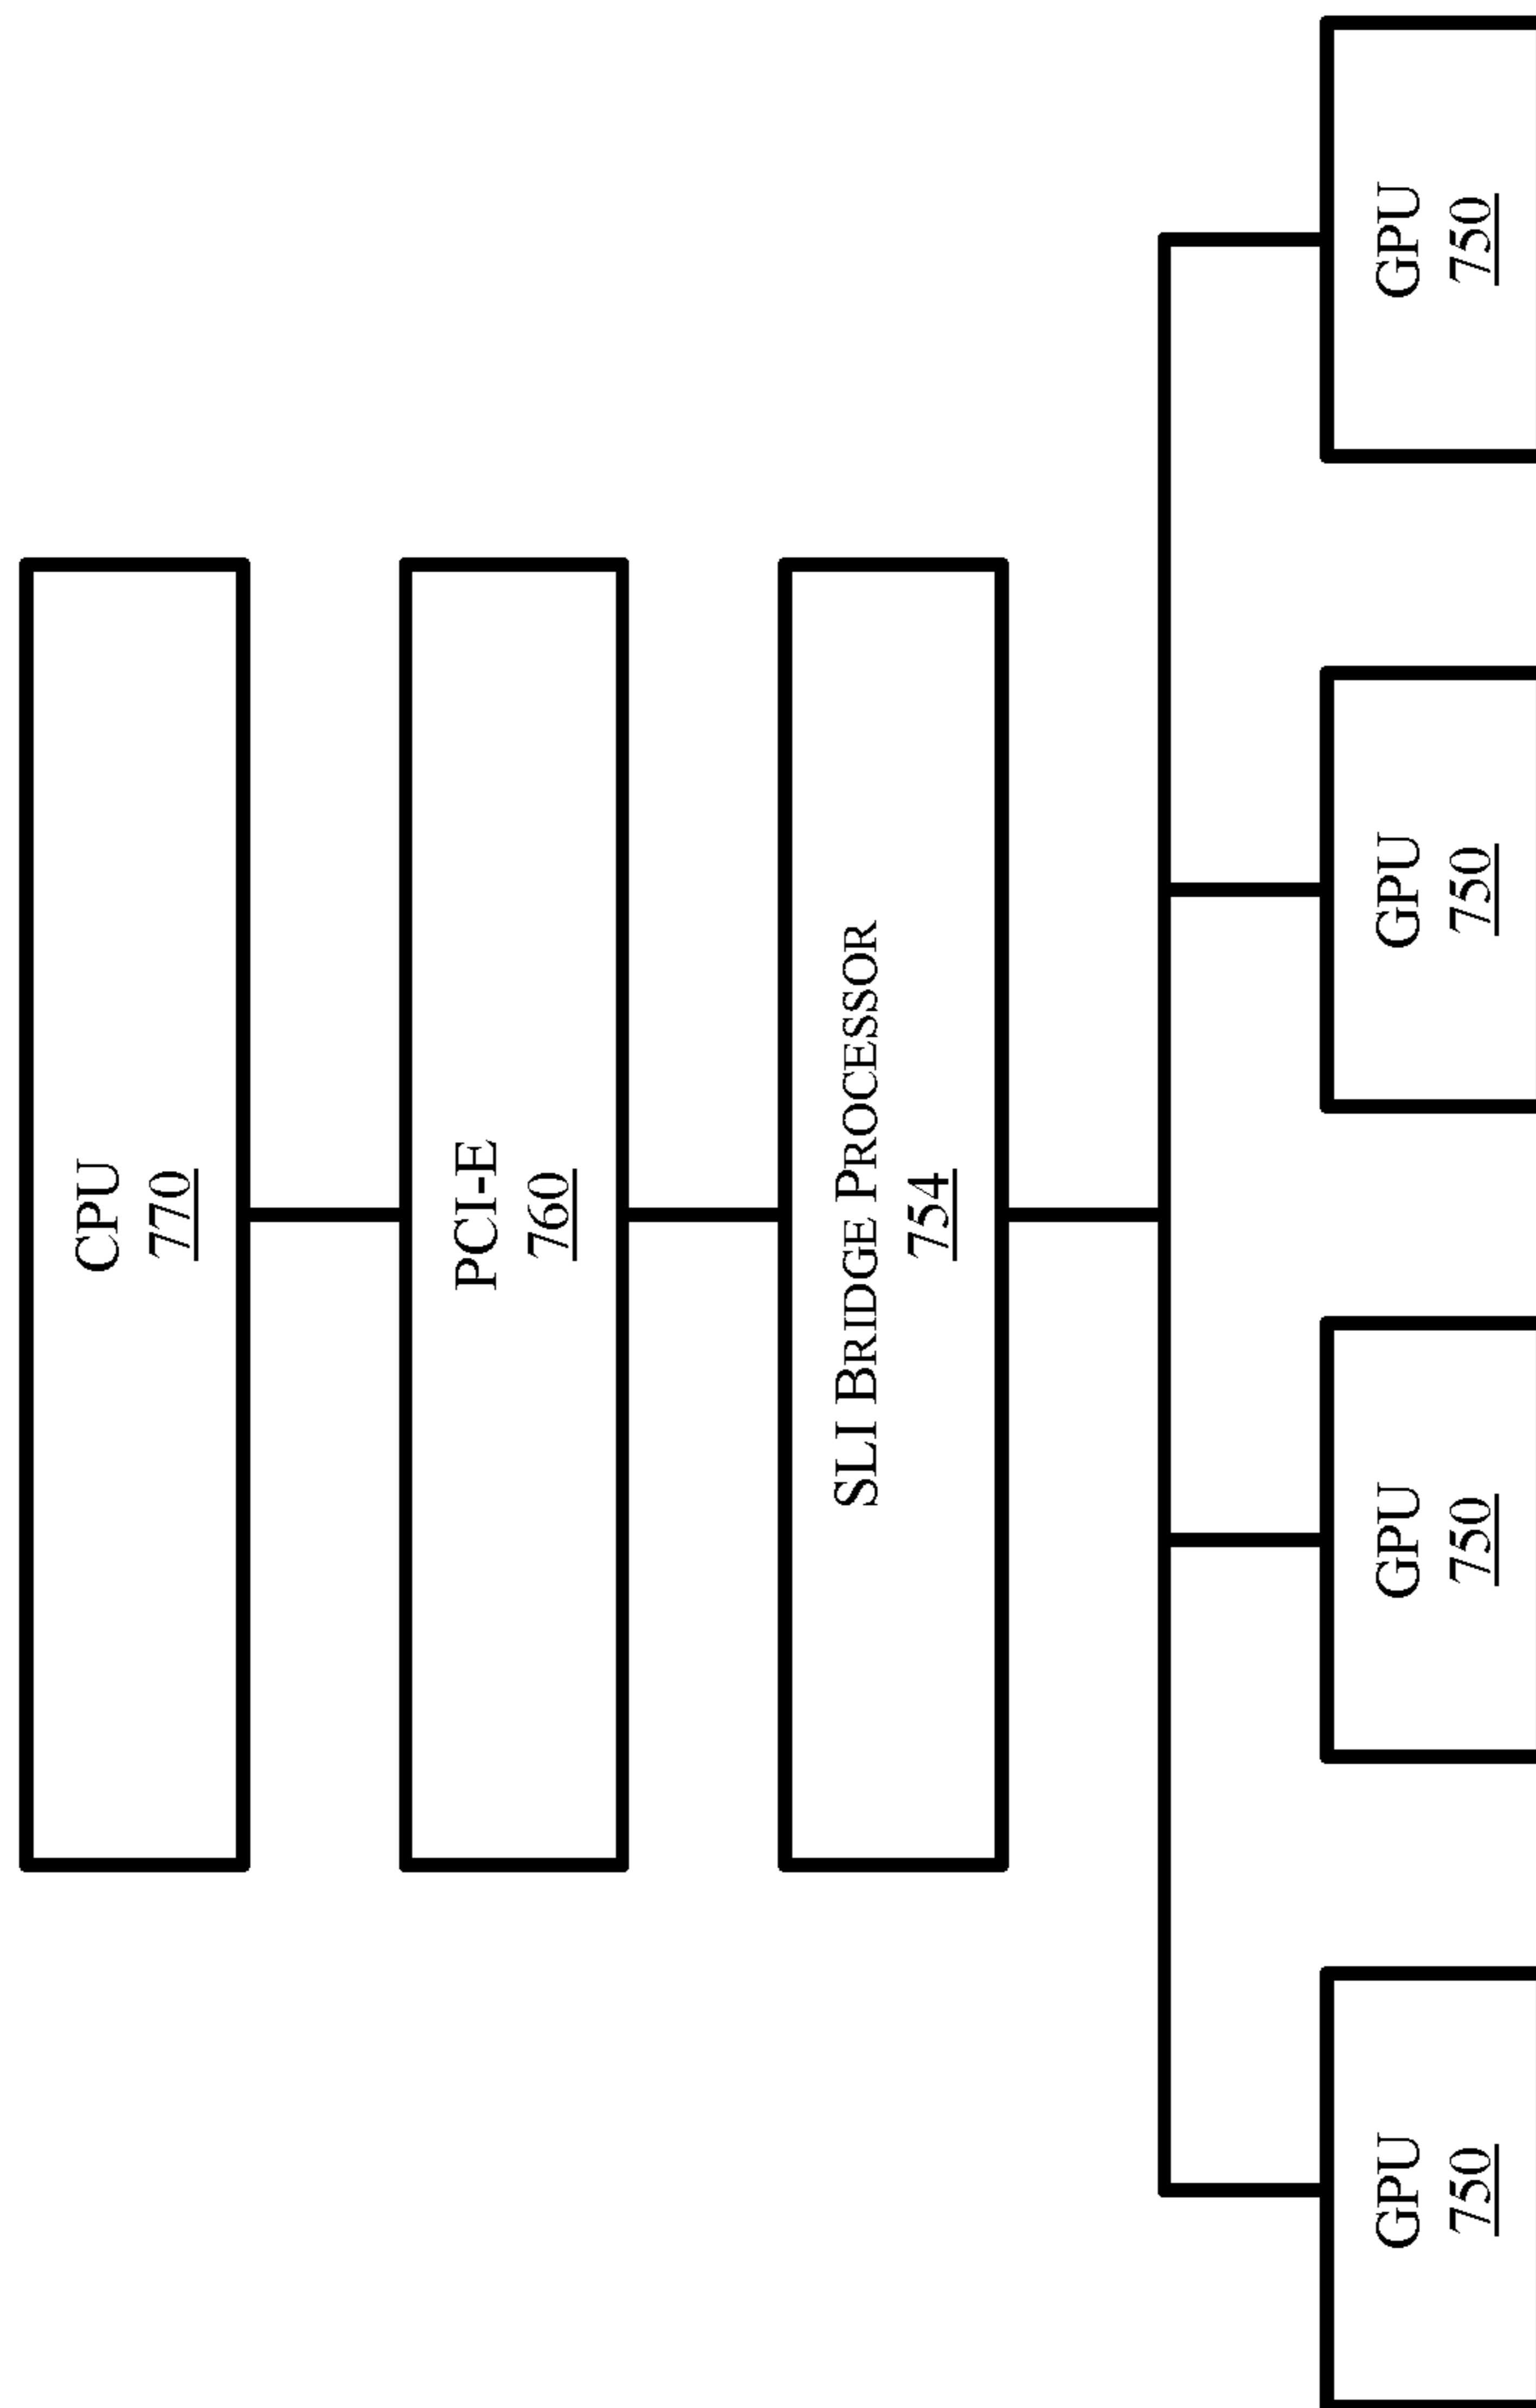 CPU
770
PCI-E
760
SLI BRIDGE PROCESSOR
754
GPU
750
GPU
750
GPU
750
GPU
750